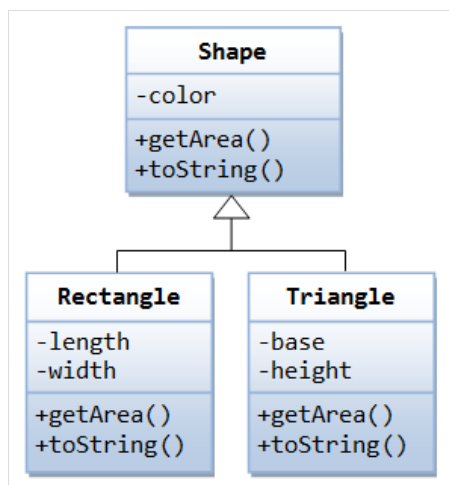 Shape
-color
+getArea()
+toString()
Rectangle
-length
-width
+getArea()
+toString()
Triangle
-base
-height
+getArea()
+toString()